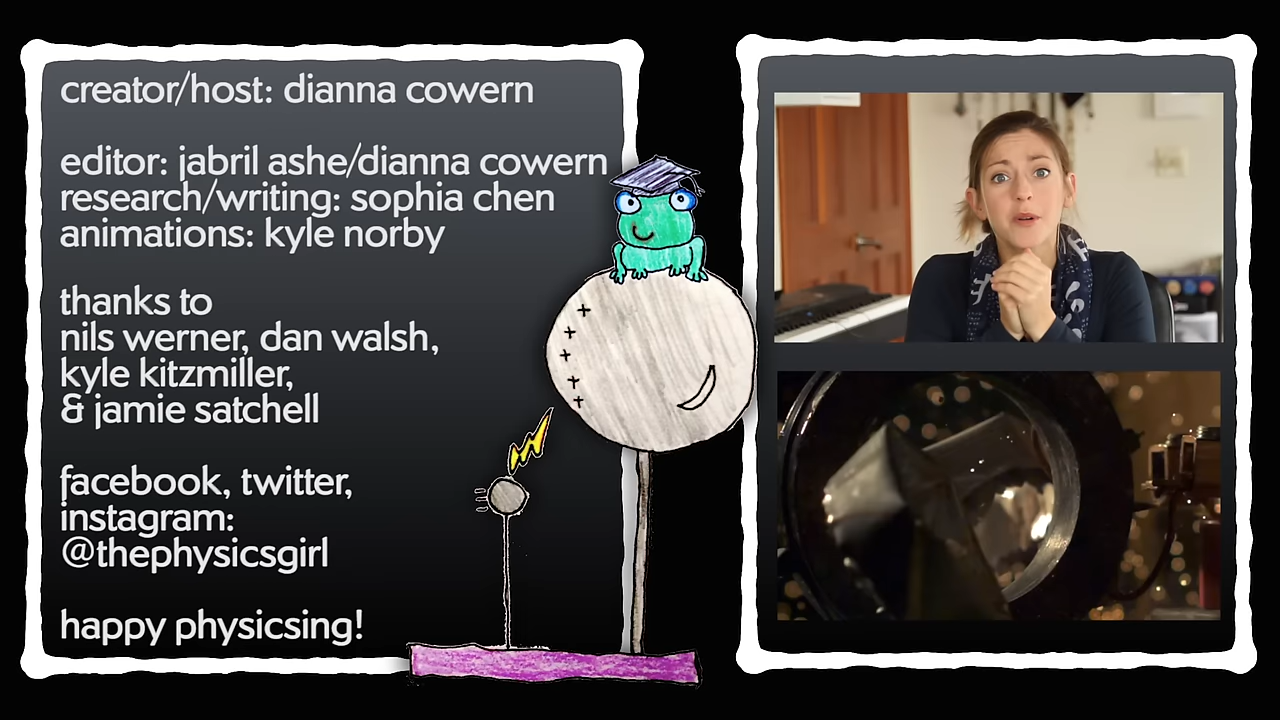 creator/host: dianna cowern
editor: jabril ashe/dianna cowern
research/writing: sophia chen
animations: kyle norby
thanks to
nils werner, dan walsh,
kyle kitzmiller,
& jamie satchell
facebook, twitter,
instagram:
@thephysicsgirl
happy physicsing!